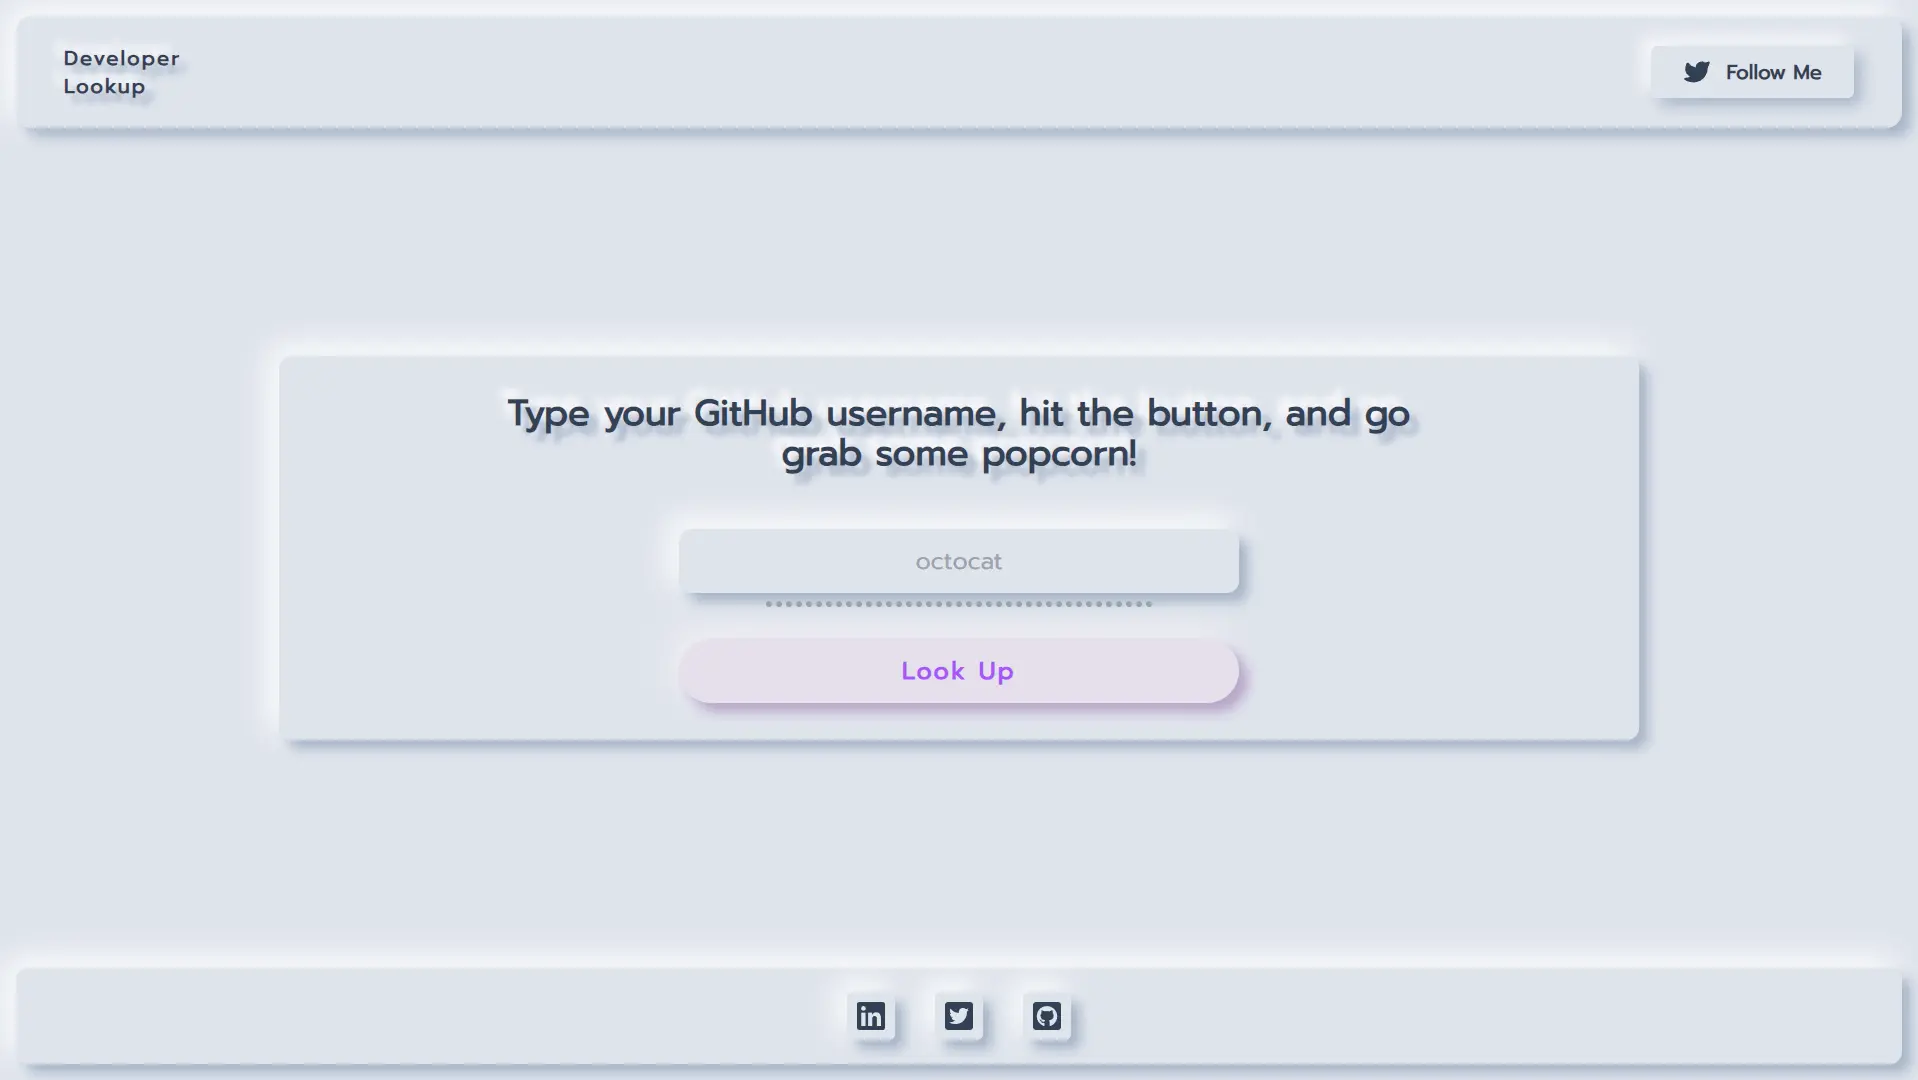 Developer
Lookup
Follow Me
Type your GitHub username, hit the button, and go
grab some popcorn!
octocat
Look Up
in